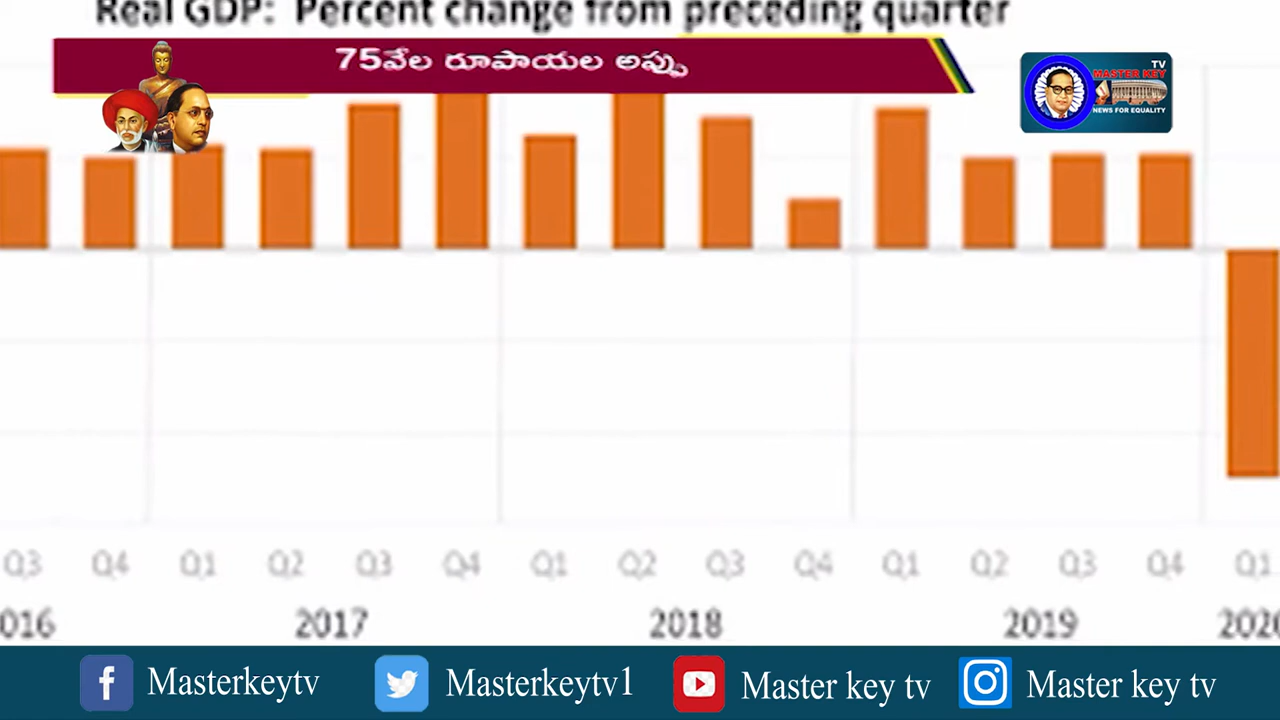 Real GDP: Percent change from preceding quarter
75వేల రూపాయల అప్పు
TV
MASTER KEY
NEWS FOR EQUALITY
Q3 Q4 Q1 Q2 Q3 Q4 Q1 Q2 Q3 Q4 Q1 Q2 Q3 Q4 Q1
016 2017 2018 2019 2020
Masterkeytv Masterkeytv1 Master key tv Master key tv